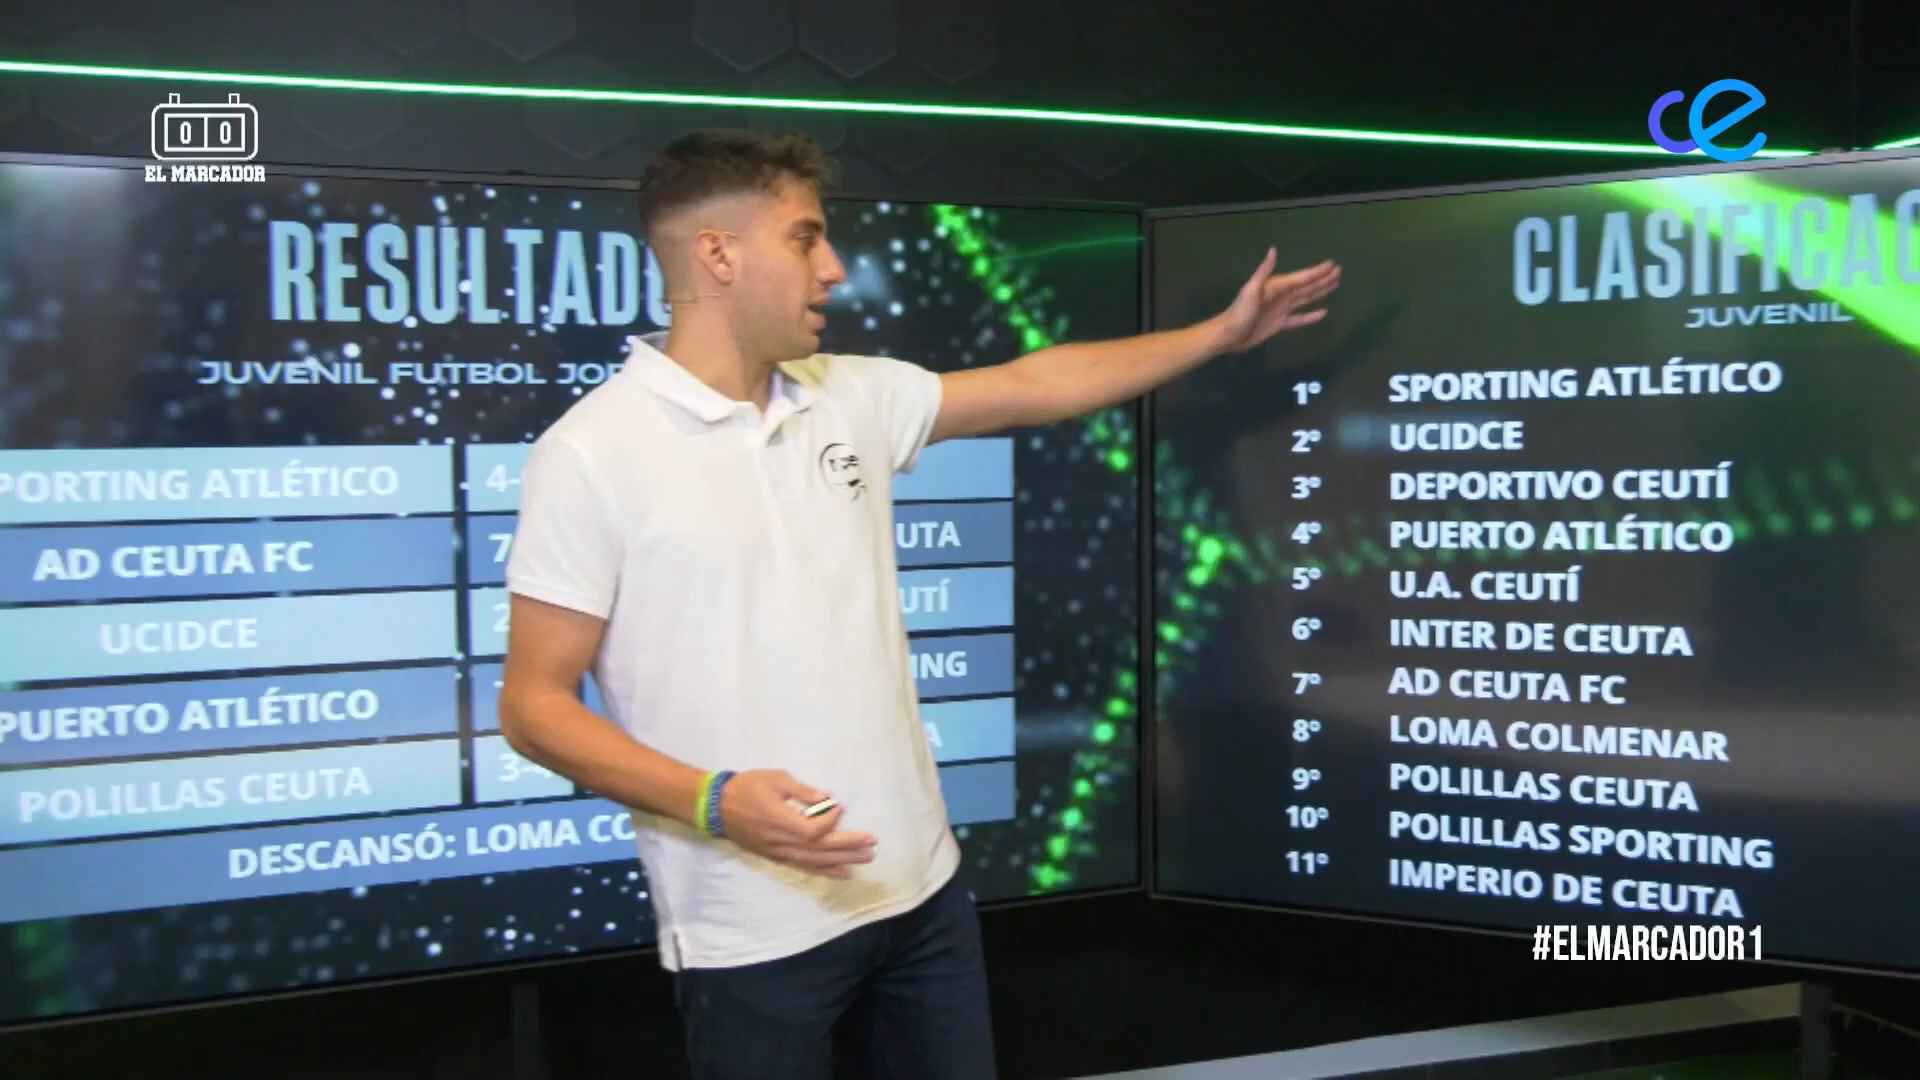 0 0
EL MARCADOR
ce
RESULTADO
JUVENIL FUTBOL JOR
PORTING ATLÉTICO 4-
AD CEUTA FC 7 UTA
UCIDCE 2 UTÍ
PUERTO ATLÉTICO ING
POLILLAS CEUTA 3- A
DESCANSÓ: LOMA CO
CLASIFICAC
JUVENIL
1º SPORTING ATLÉTICO
2º UCIDCE
3º DEPORTIVO CEUTÍ
4º PUERTO ATLÉTICO
5º U.A. CEUTÍ
6º INTER DE CEUTA
7º AD CEUTA FC
8º LOMA COLMENAR
9º POLILLAS CEUTA
10º POLILLAS SPORTING
11º IMPERIO DE CEUTA
#ELMARCADOR1